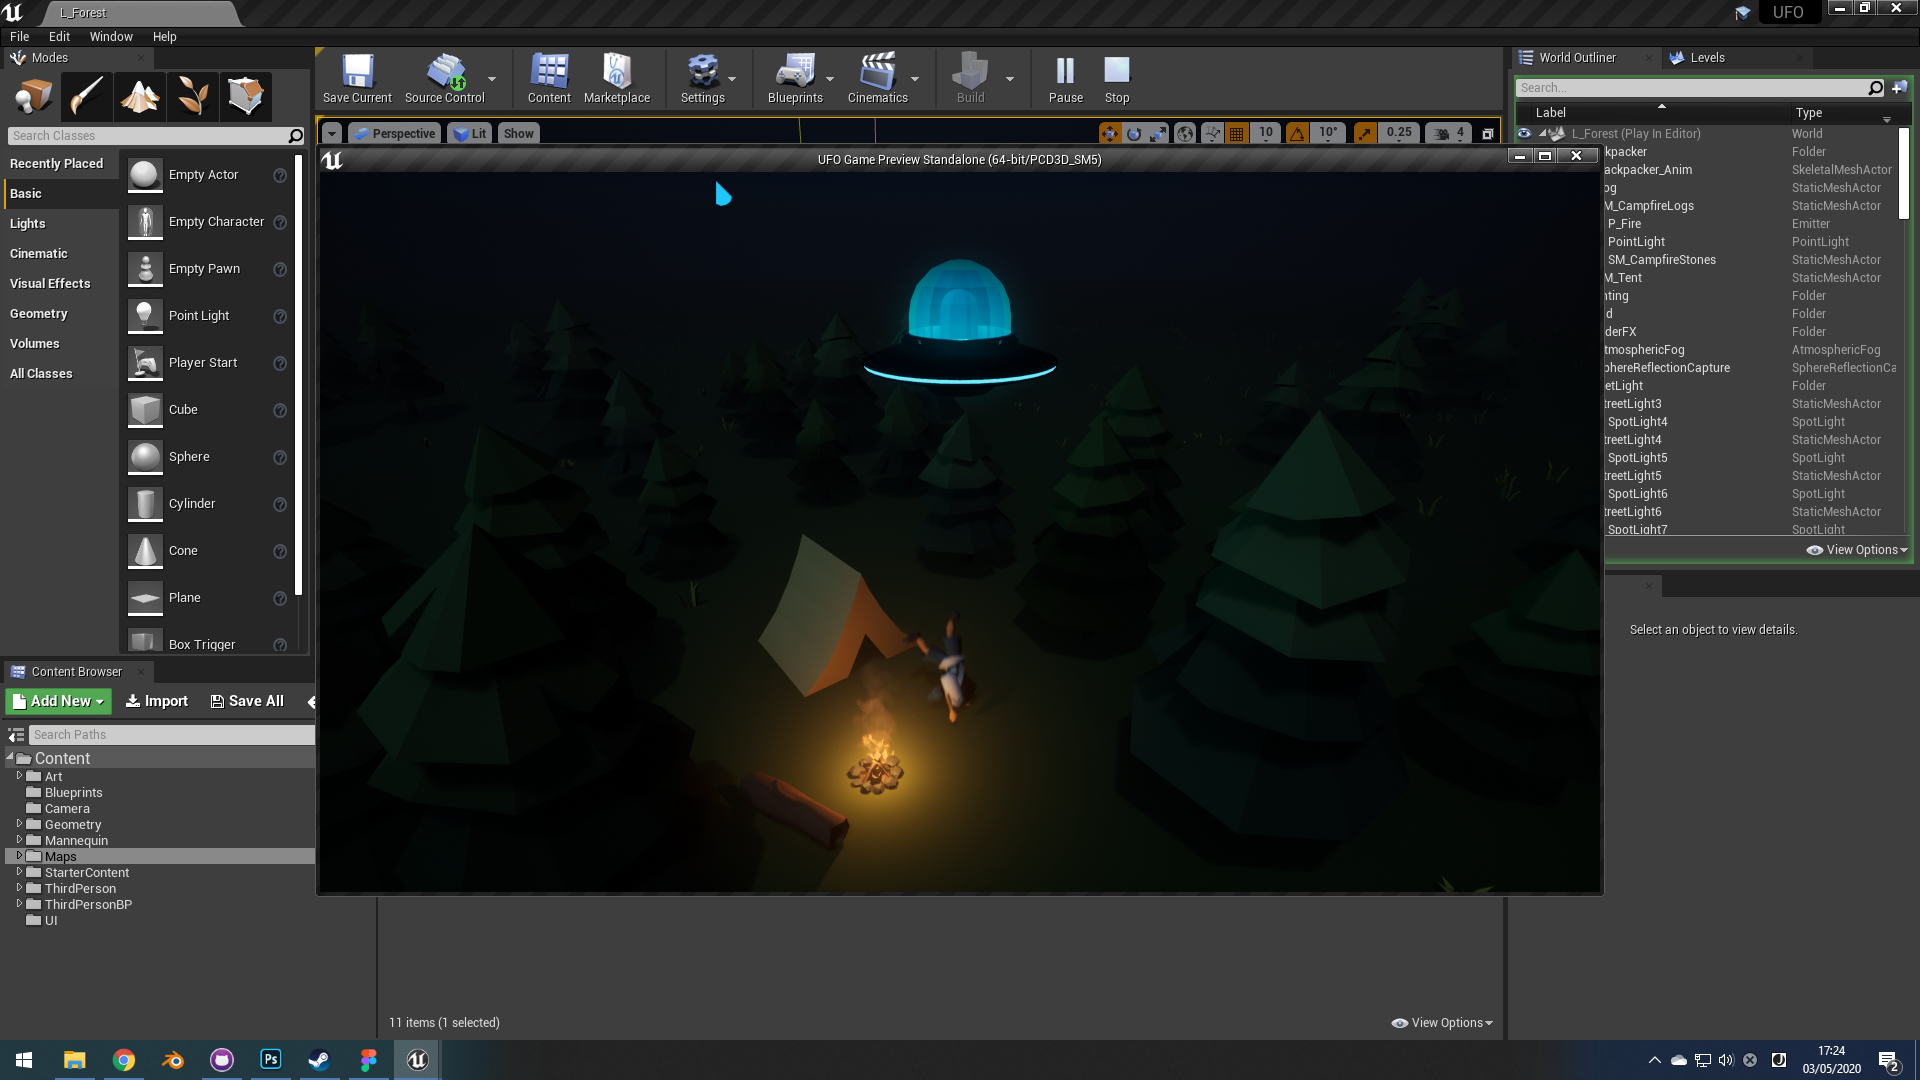 L_Forest
UFO
File Edit Window Help
Modes
Save Current
Source Control
Content
Marketplace
Settings
Blueprints
Cinematics
Build
Pause
Stop
World Outliner
Levels
Search...
Label
Type
Search Classes
Perspective
Lit
Show
10
10°
0.25
4
UFO Game Preview Standalone (64-bit/PCD3D_SM5)
Recently Placed
Basic
Lights
Cinematic
Visual Effects
Geometry
Volumes
All Classes
Empty Actor
Empty Character
Empty Pawn
Point Light
Player Start
Cube
Sphere
Cylinder
Cone
Plane
Box Trigger
L_Forest (Play In Editor) World
kpacker Folder
ackpacker_Anim SkeletalMeshActor
og StaticMeshActor
M_CampfireLogs StaticMeshActor
P_Fire Emitter
PointLight PointLight
SM_CampfireStones StaticMeshActor
M_Tent StaticMeshActor
nting Folder
d Folder
derFX Folder
tmosphericFog AtmosphericFog
phereReflectionCapture SphereReflectionCa
etLight Folder
treetLight3 StaticMeshActor
SpotLight4 SpotLight
treetLight4 StaticMeshActor
SpotLight5 SpotLight
treetLight5 StaticMeshActor
SpotLight6 SpotLight
treetLight6 StaticMeshActor
SpotLight7 SpotLight
View Options
Select an object to view details.
Content Browser
Add New
Import
Save All
Search Paths
Content
Art
Blueprints
Camera
Geometry
Mannequin
Maps
StarterContent
ThirdPerson
ThirdPersonBP
UI
11 items (1 selected)
View Options
Ps
17:24
03/05/2020
2